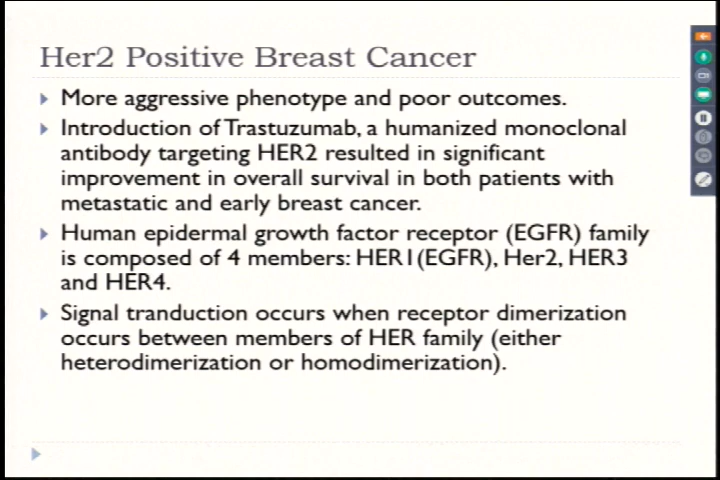 Her2 Positive Breast Cancer
More aggressive phenotype and poor outcomes.
Introduction of Trastuzumab, a humanized monoclonal
antibody targeting HER2 resulted in significant
improvement in overall survival in both patients with
metastatic and early breast cancer.
Human epidermal growth factor receptor (EGFR) family
is composed of 4 members: HER1(EGFR), Her2, HER3
and HER4.
Signal tranduction occurs when receptor dimerization
occurs between members of HER family (either
heterodimerization or homodimerization).